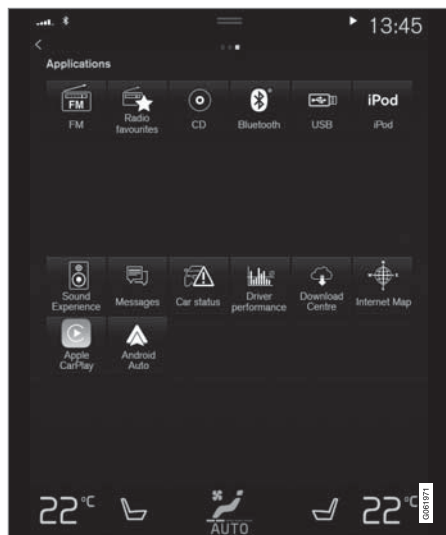 13:45
Applications
FM
iPod
FM
Radio favourites
CD
Bluetooth
USB
iPod
Sound Experience
Messages
Car status
Driver performance
Download Centre
Internet Map
Apple CarPlay
Android Auto
22°C
AUTO
22°C
G061971